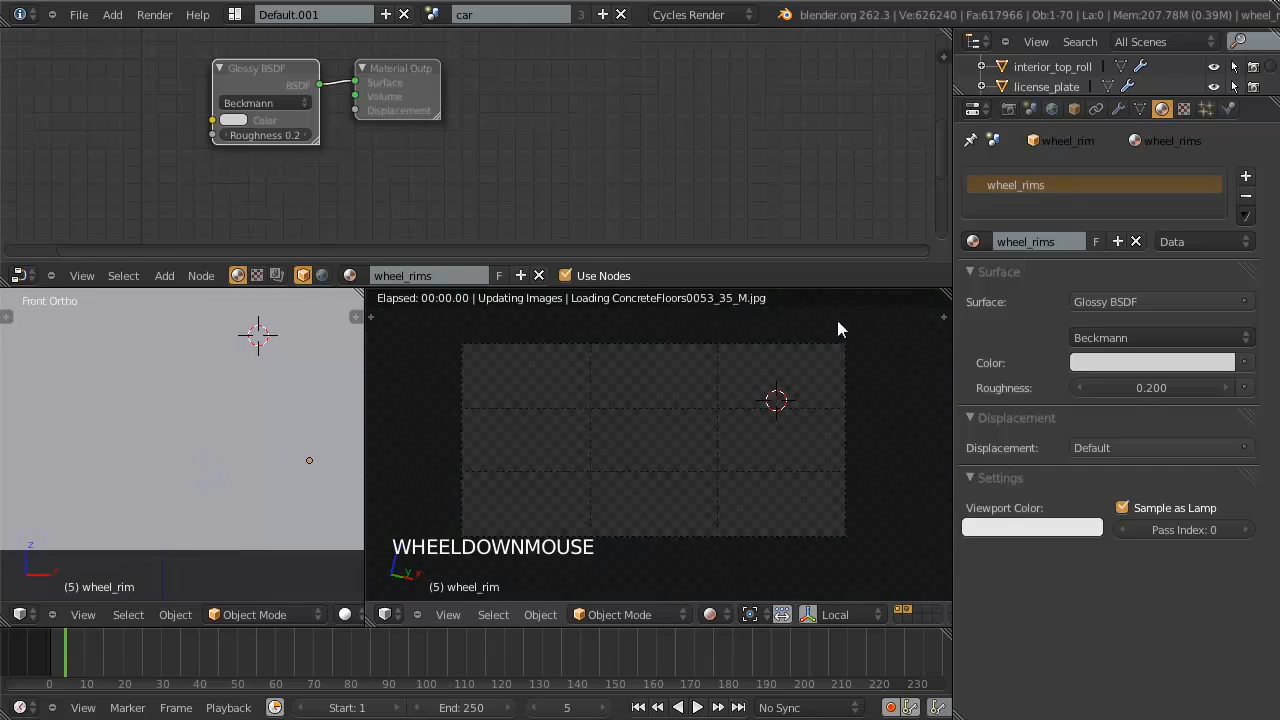 File Add Render Help Default.001 car 3 Cycles Render blender.org 262.3 | Ve:626240 | Fa:617966 | Ob:1-70 | La:0 | Mem:207.78M (0.39M) | wheel_
View Search All Scenes
interior_top_roll
license_plate
Glossy BSDF
BSDF
Beckmann
Color
Roughness 0.2
Material Outp
Surface
Volume
Displacement
wheel_rim wheel_rims
wheel_rims
wheel_rims F Data
Surface
Surface: Glossy BSDF
Beckmann
Color:
Roughness: 0.200
Displacement
Displacement: Default
Settings
Viewport Color: Sample as Lamp
Pass Index: 0
View Select Add Node wheel_rims F Use Nodes
Front Ortho
z
x
(5) wheel_rim
View Select Object Object Mode
Elapsed: 00:00.00 | Updating Images | Loading ConcreteFloors0053_35_M.jpg
WHEELDOWNMOUSE
y x
(5) wheel_rim
View Select Object Object Mode Local
0 10 20 30 40 50 60 70 80 90 100 110 120 130 140 150 160 170 180 190 200 210 220 230
View Marker Frame Playback Start: 1 End: 250 5 No Sync